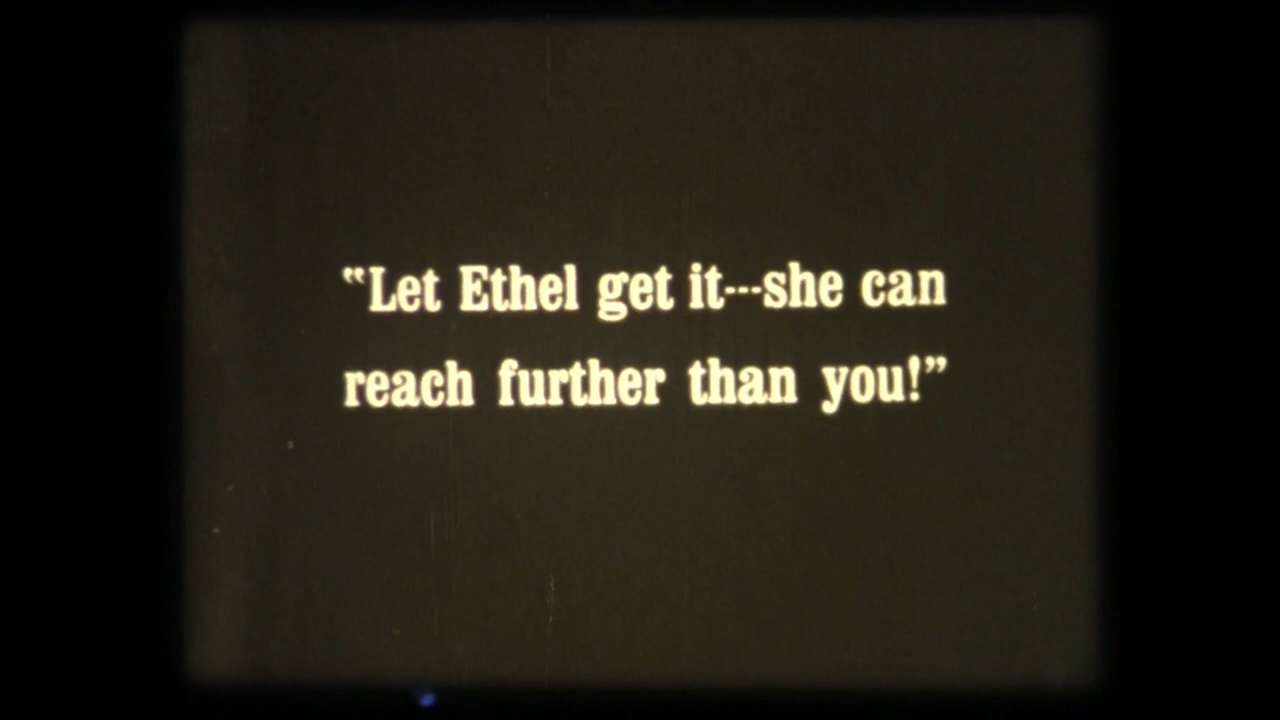 “Let Ethel get it---she can
reach further than you!”